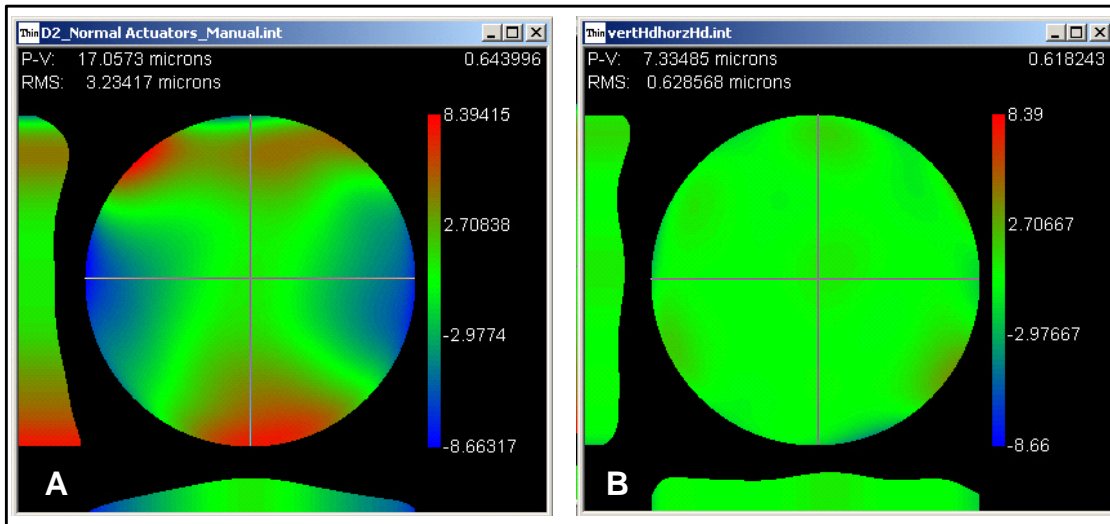 Thin D2_Normal Actuators_Manual.int
P-V: 17.0573 microns 0.643996
RMS: 3.23417 microns
8.39415
2.70838
-2.9774
-8.66317
A
Thin vertHdhorzHd.int
P-V: 7.33485 microns 0.618243
RMS: 0.628568 microns
8.39
2.70667
-2.97667
-8.66
B